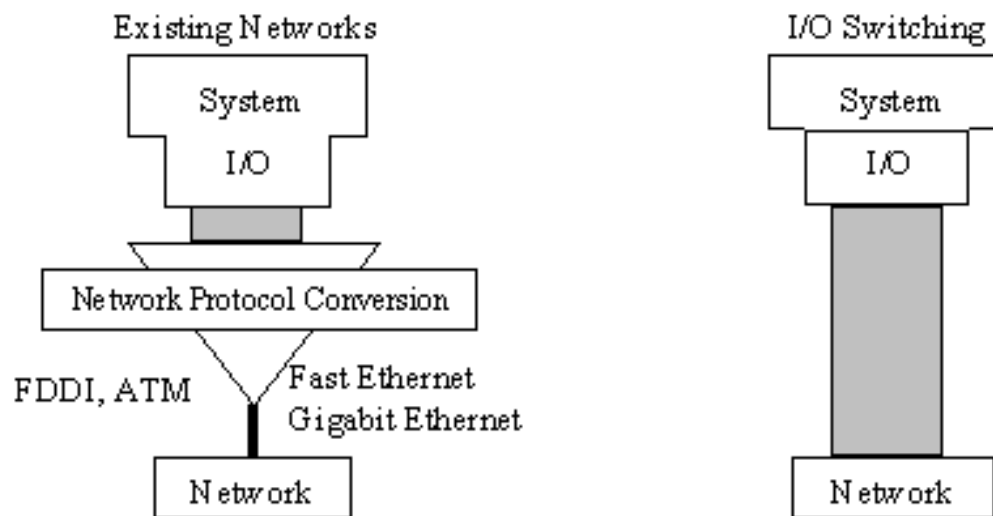 Existing Networks
System
I/O
Network Protocol Conversion
FDDI, ATM
Fast Ethernet
Gigabit Ethernet
Network
I/O Switching
System
I/O
Network